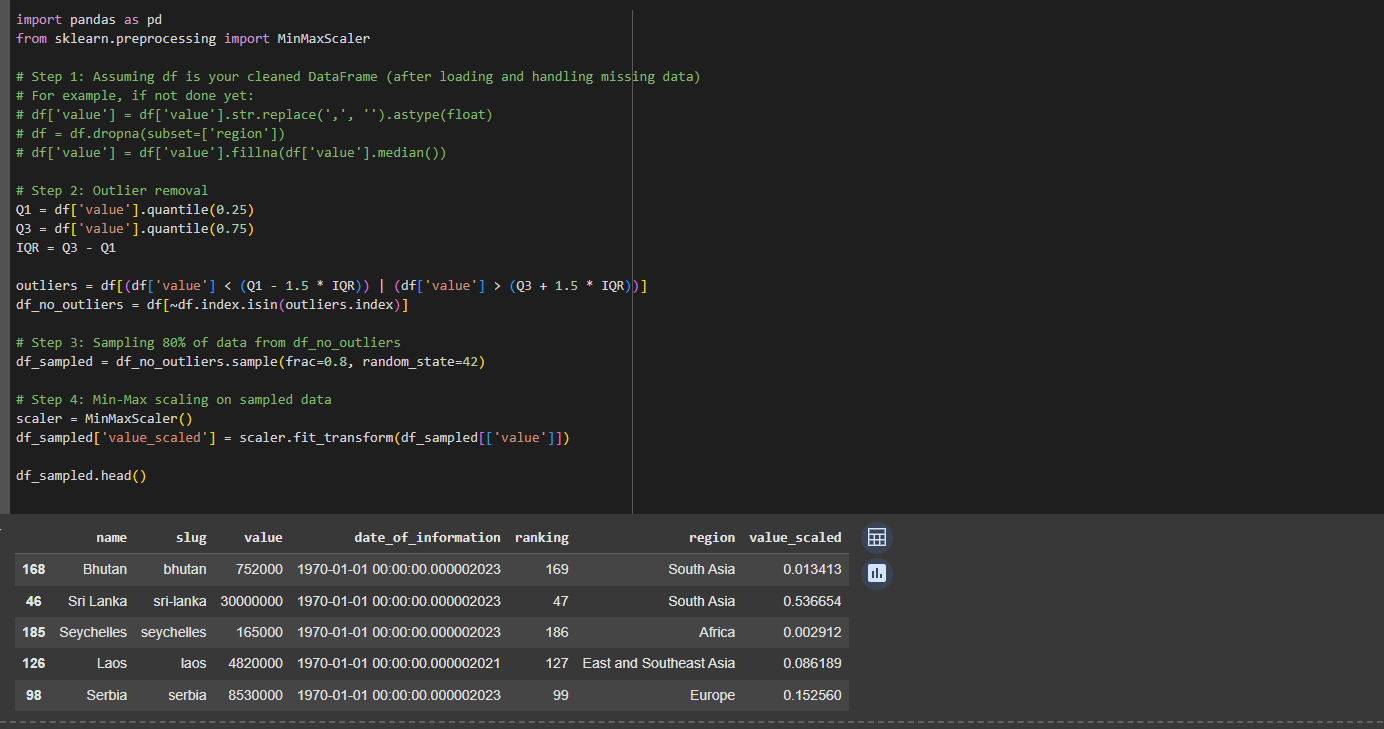 import pandas as pd
from sklearn.preprocessing import MinMaxScaler
# Step 1: Assuming df is your cleaned DataFrame (after loading and handling missing data)
# For example, if not done yet:
# df['value'] = df['value'].str.replace(',', '').astype(float)
# df = df.dropna(subset=['region'])
# df['value'] = df['value'].fillna(df['value'].median())
# Step 2: Outlier removal
Q1 = df['value'].quantile(0.25)
Q3 = df['value'].quantile(0.75)
IQR = Q3 - Q1
outliers = df[(df['value'] < (Q1 - 1.5 * IQR)) | (df['value'] > (Q3 + 1.5 * IQR))]
df_no_outliers = df[~df.index.isin(outliers.index)]
# Step 3: Sampling 80% of data from df_no_outliers
df_sampled = df_no_outliers.sample(frac=0.8, random_state=42)
# Step 4: Min-Max scaling on sampled data
scaler = MinMaxScaler()
df_sampled['value_scaled'] = scaler.fit_transform(df_sampled[['value']])
df_sampled.head()
name slug value date_of_information ranking region value_scaled
168 Bhutan bhutan 752000 1970-01-01 00:00:00.000002023 169 South Asia 0.013413
46 Sri Lanka sri-lanka 30000000 1970-01-01 00:00:00.000002023 47 South Asia 0.536654
185 Seychelles seychelles 165000 1970-01-01 00:00:00.000002023 186 Africa 0.002912
126 Laos laos 4820000 1970-01-01 00:00:00.000002021 127 East and Southeast Asia 0.086189
98 Serbia serbia 8530000 1970-01-01 00:00:00.000002023 99 Europe 0.152560